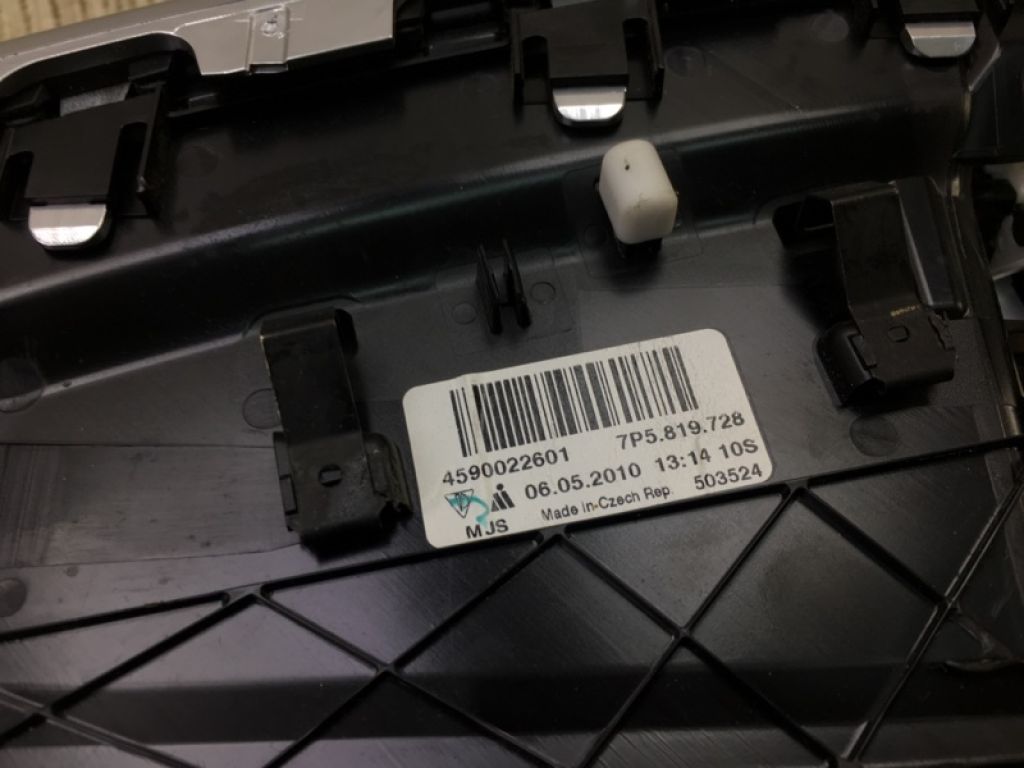 4590022601 7P5.819.728
06.05.2010 13:14 10S
MJS Made in Czech Rep. 503524